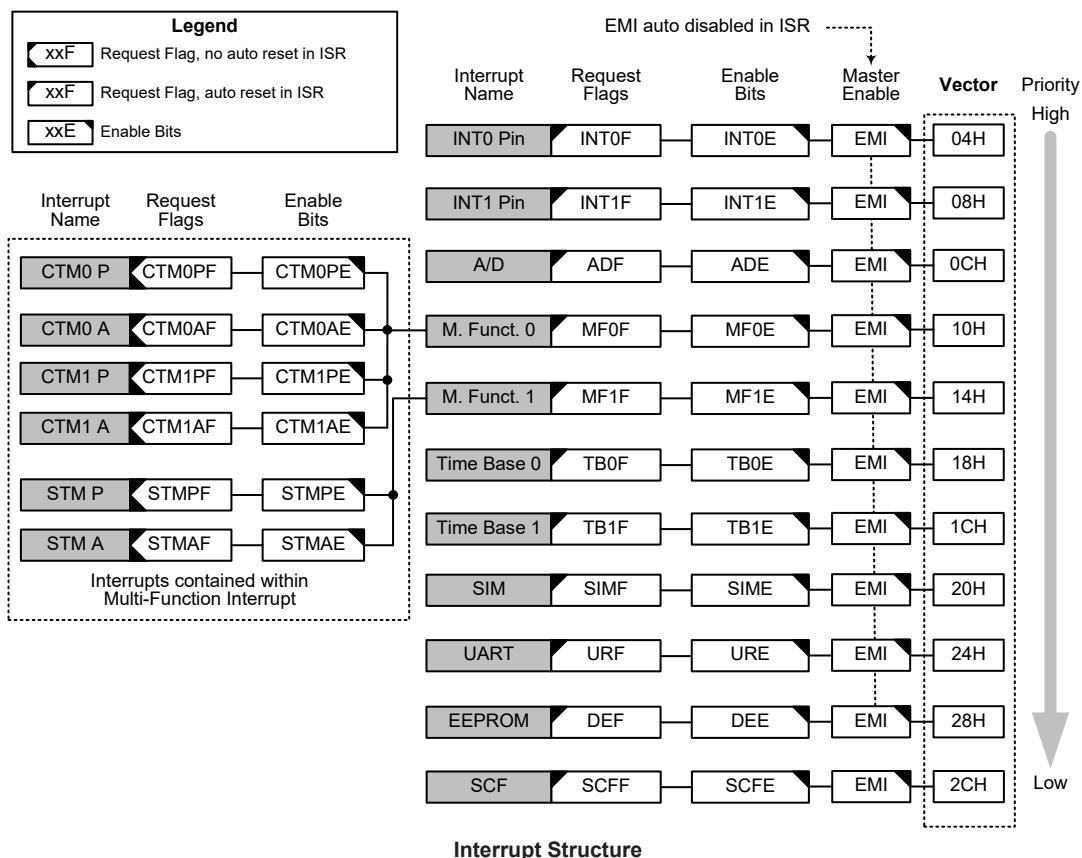 Legend
xxF Request Flag, no auto reset in ISR
xxF Request Flag, auto reset in ISR
xxE Enable Bits
EMI auto disabled in ISR
Interrupt Name Request Flags Enable Bits Master Enable Vector Priority
High
INT0 Pin INT0F INT0E EMI 04H
INT1 Pin INT1F INT1E EMI 08H
A/D ADF ADE EMI 0CH
M. Funct. 0 MF0F MF0E EMI 10H
M. Funct. 1 MF1F MF1E EMI 14H
Time Base 0 TB0F TB0E EMI 18H
Time Base 1 TB1F TB1E EMI 1CH
SIM SIMF SIME EMI 20H
UART URF URE EMI 24H
EEPROM DEF DEE EMI 28H
SCF SCFF SCFE EMI 2CH
Low
Interrupt Name Request Flags Enable Bits
CTM0 P CTM0PF CTM0PE
CTM0 A CTM0AF CTM0AE
CTM1 P CTM1PF CTM1PE
CTM1 A CTM1AF CTM1AE
STM P STMPF STMPE
STM A STMAF STMAE
Interrupts contained within
Multi-Function Interrupt
Interrupt Structure